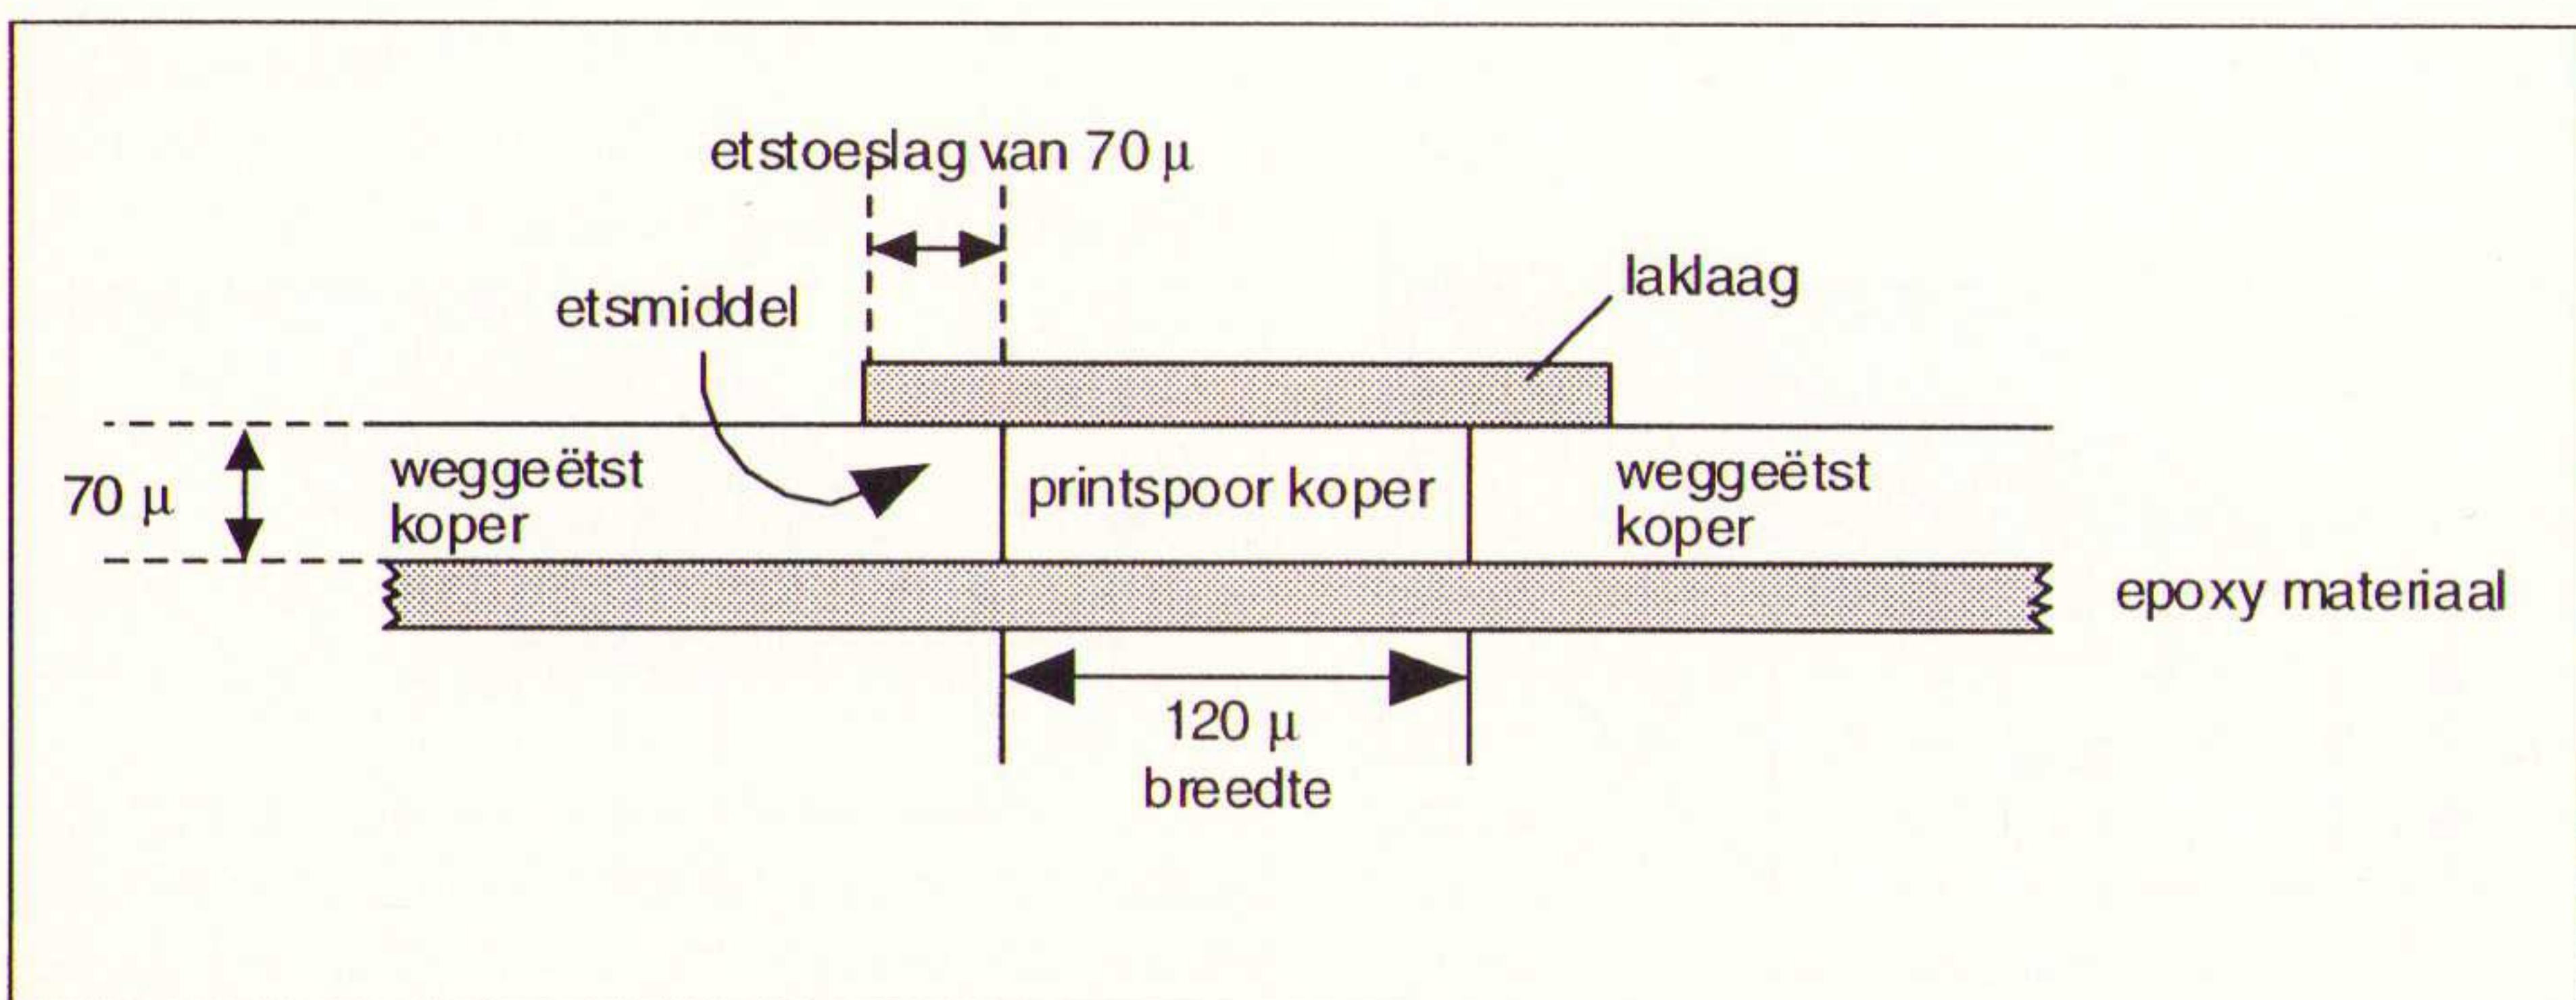 etstoeslag van 70 μ
laklaag
etsmiddel
weggeëtst
koper
70 μ
printspoor koper
weggeëtst
koper
epoxy materiaal
120 μ
breedte